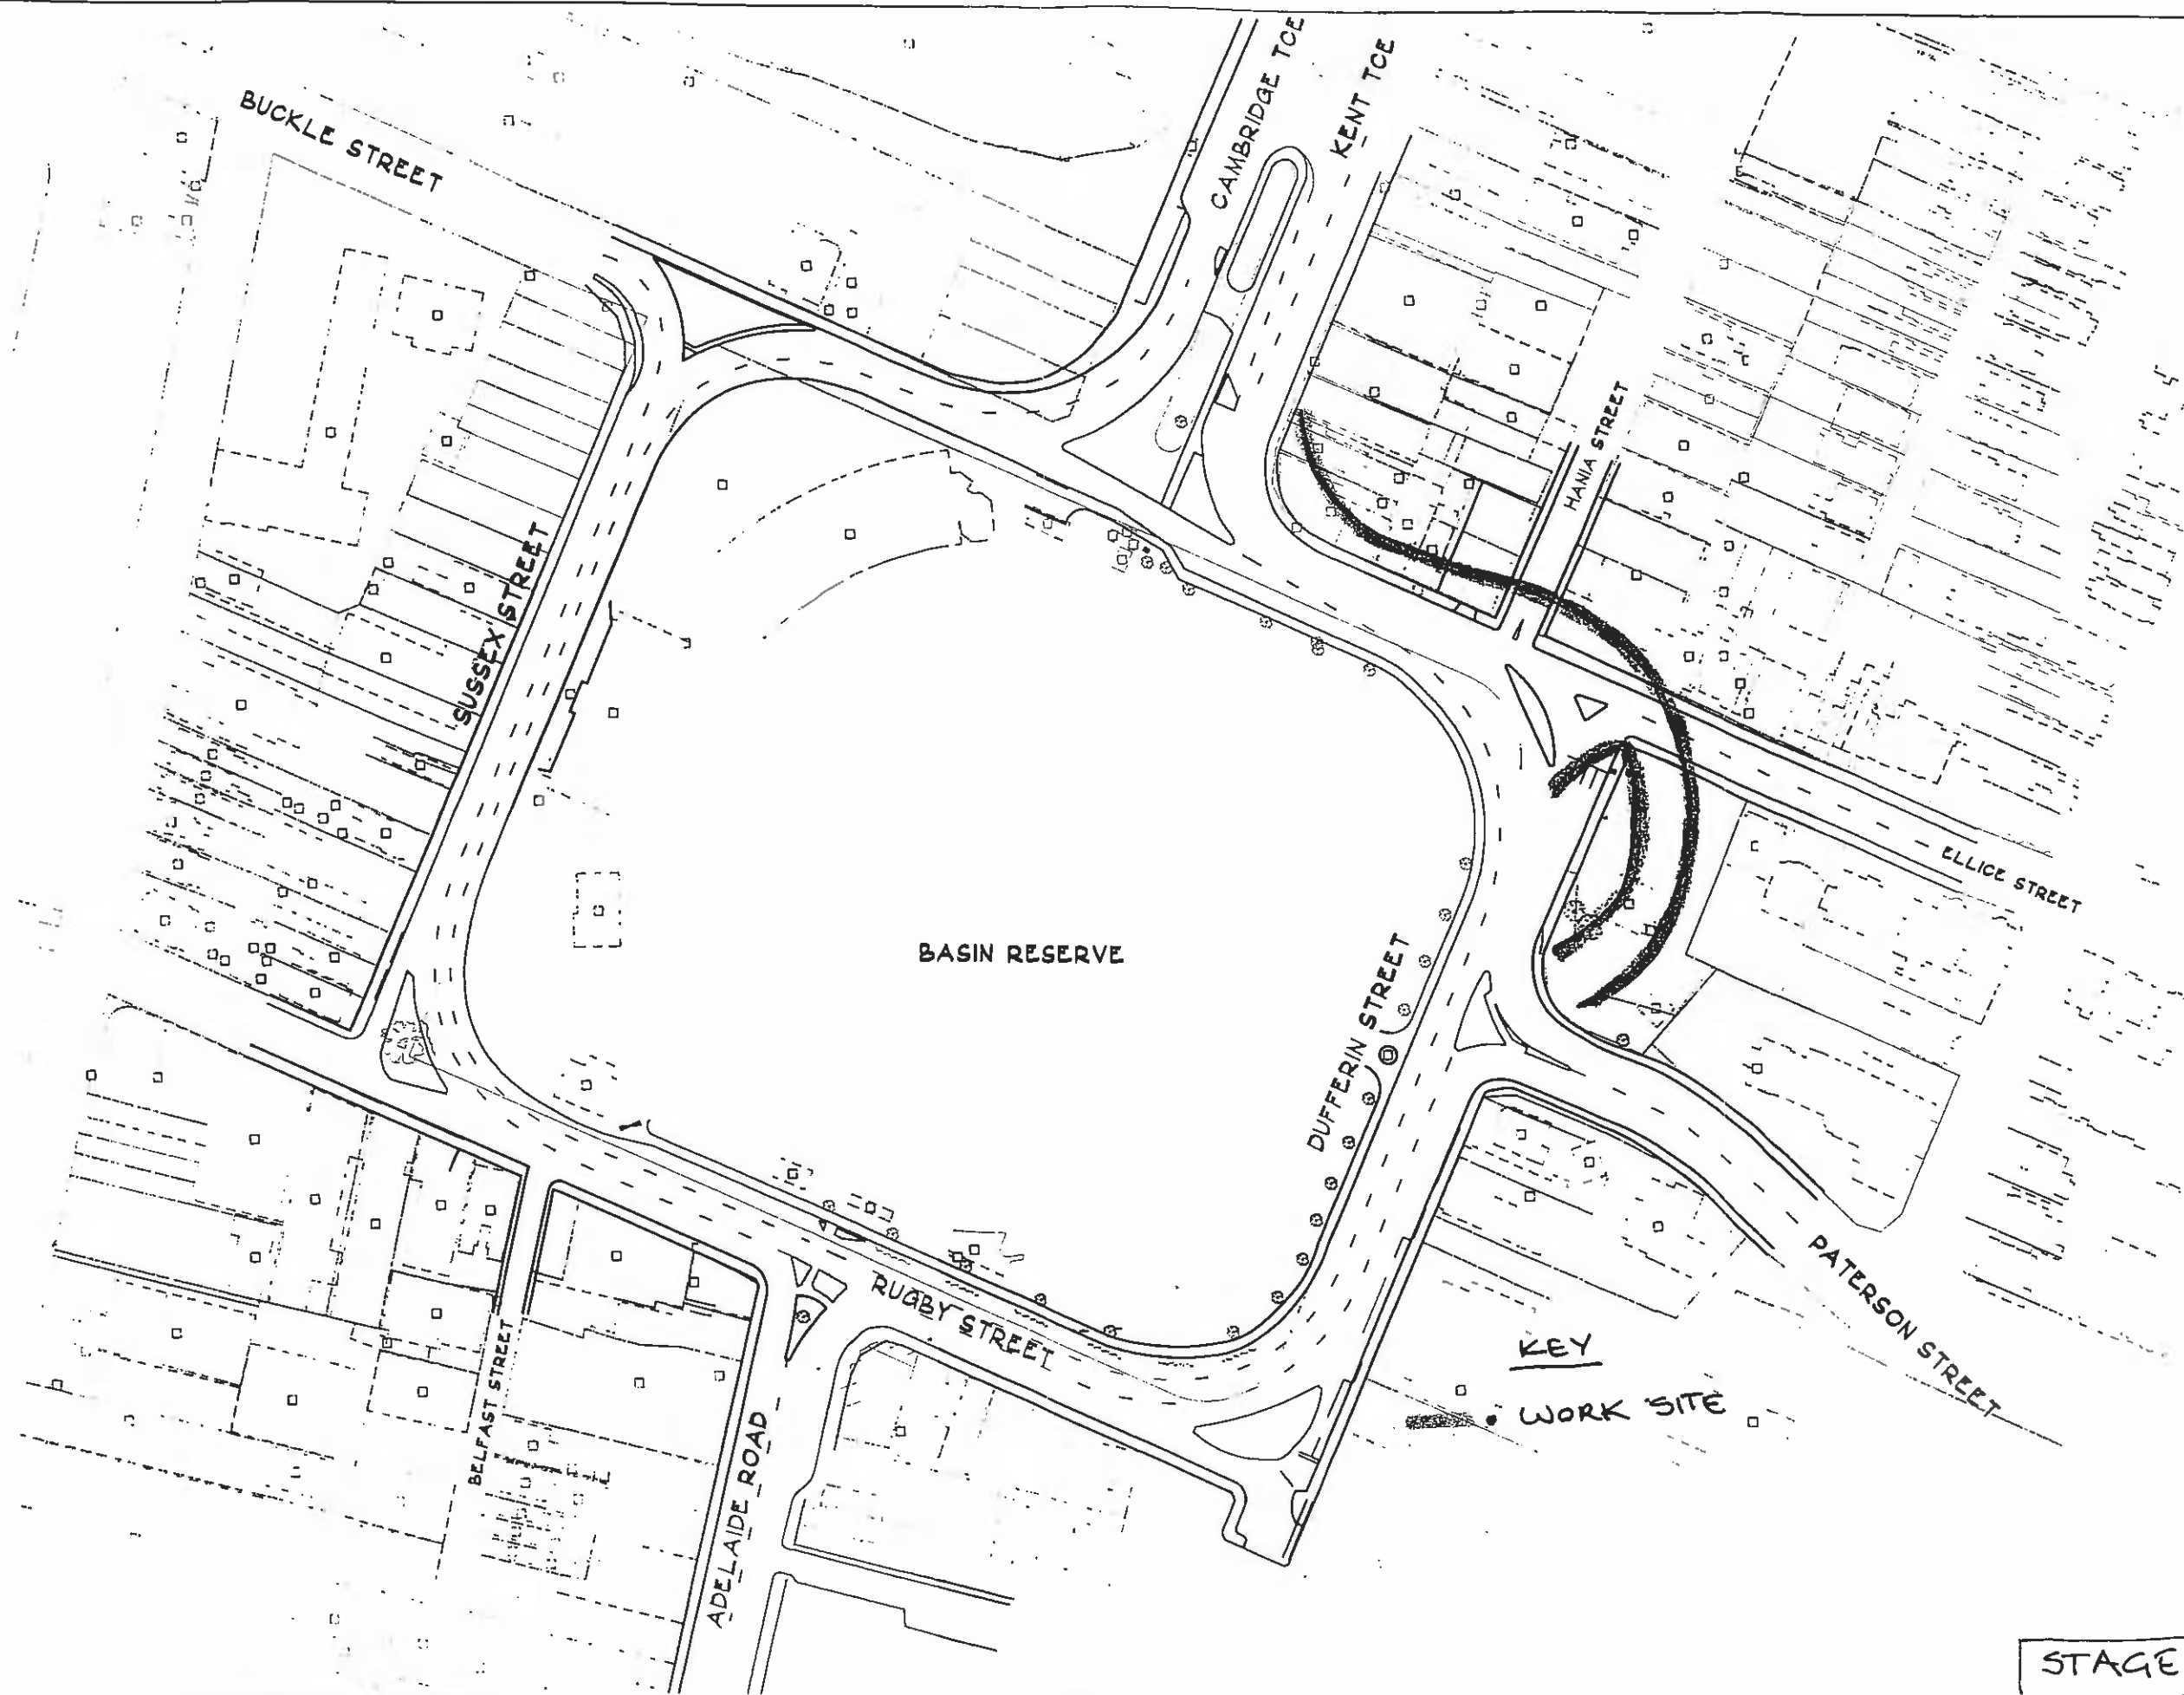 CAMBRIDGE TCE
KENT TCE
BUCKLE STREET
HANIA STREET
SUSSEX STREET
ELLICE STREET
BASIN RESERVE
DUFFERIN STREET
PATERSON STREET
RUGBY STREET
KEY
WORK SITE
BELFAST STREET
ADELAIDE ROAD
STAGE